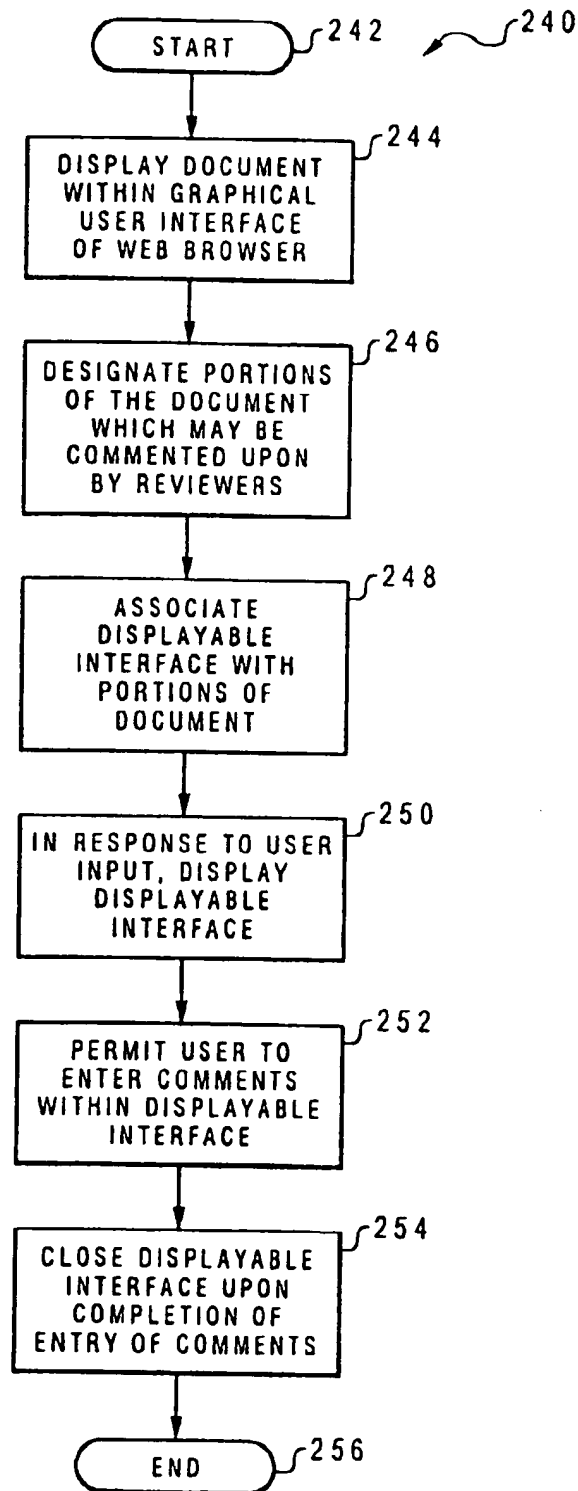 240
START
242
DISPLAY DOCUMENT
WITHIN GRAPHICAL
USER INTERFACE
OF WEB BROWSER
244
DESIGNATE PORTIONS
OF THE DOCUMENT
WHICH MAY BE
COMMENTED UPON
BY REVIEWERS
246
ASSOCIATE
DISPLAYABLE
INTERFACE WITH
PORTIONS OF
DOCUMENT
248
IN RESPONSE TO USER
INPUT, DISPLAY
DISPLAYABLE
INTERFACE
250
PERMIT USER TO
ENTER COMMENTS
WITHIN DISPLAYABLE
INTERFACE
252
CLOSE DISPLAYABLE
INTERFACE UPON
COMPLETION OF
ENTRY OF COMMENTS
254
END
256